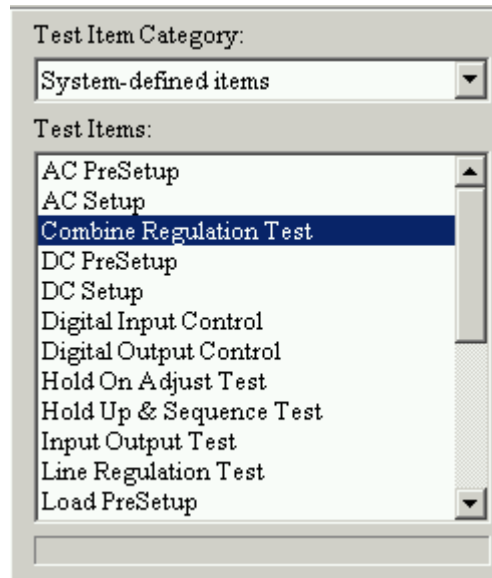 Test Item Category:
System-defined items
Test Items:
AC PreSetup
AC Setup
Combine Regulation Test
DC PreSetup
DC Setup
Digital Input Control
Digital Output Control
Hold On Adjust Test
Hold Up & Sequence Test
Input Output Test
Line Regulation Test
Load PreSetup